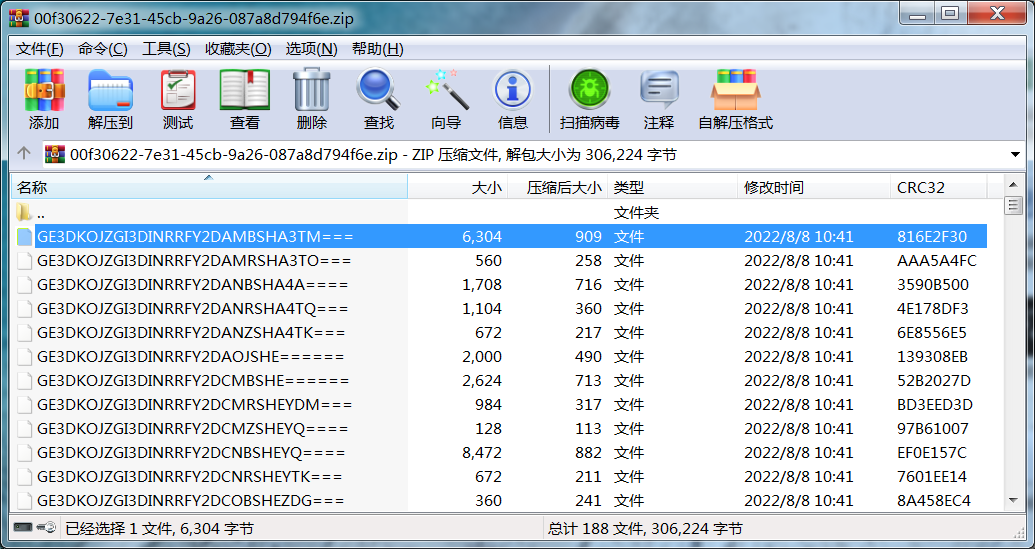 00f30622-7e31-45cb-9a26-087a8d794f6e.zip
文件(F) 命令(C) 工具(S) 收藏夹(O) 选项(N) 帮助(H)
添加 解压到 测试 查看 删除 查找 向导 信息 扫描病毒 注释 自解压格式
00f30622-7e31-45cb-9a26-087a8d794f6e.zip - ZIP 压缩文件, 解包大小为 306,224 字节
名称 大小 压缩后大小 类型 修改时间 CRC32
.. 文件夹
GE3DKOJZGI3DINRRFY2DAMBSHA3TM=== 6,304 909 文件 2022/8/8 10:41 816E2F30
GE3DKOJZGI3DINRRFY2DAMRSHA3TO=== 560 258 文件 2022/8/8 10:41 AAA5A4FC
GE3DKOJZGI3DINRRFY2DANBSHA4A==== 1,708 716 文件 2022/8/8 10:41 3590B500
GE3DKOJZGI3DINRRFY2DANRSHA4TQ=== 1,104 360 文件 2022/8/8 10:41 4E178DF3
GE3DKOJZGI3DINRRFY2DANZSHA4TK=== 672 217 文件 2022/8/8 10:41 6E8556E5
GE3DKOJZGI3DINRRFY2DAOJSHE====== 2,000 490 文件 2022/8/8 10:41 139308EB
GE3DKOJZGI3DINRRFY2DCMBSHE====== 2,624 713 文件 2022/8/8 10:41 52B2027D
GE3DKOJZGI3DINRRFY2DCMRSHEYDM=== 984 317 文件 2022/8/8 10:41 BD3EED3D
GE3DKOJZGI3DINRRFY2DCMZSHEYQ==== 128 113 文件 2022/8/8 10:41 97B61007
GE3DKOJZGI3DINRRFY2DCNBSHEYQ==== 8,472 882 文件 2022/8/8 10:41 EF0E157C
GE3DKOJZGI3DINRRFY2DCNRSHEYTK=== 672 211 文件 2022/8/8 10:41 7601EE14
GE3DKOJZGI3DINRRFY2DCOBSHEZDG=== 360 241 文件 2022/8/8 10:41 8A458EC4
已经选择 1 文件, 6,304 字节 总计 188 文件, 306,224 字节